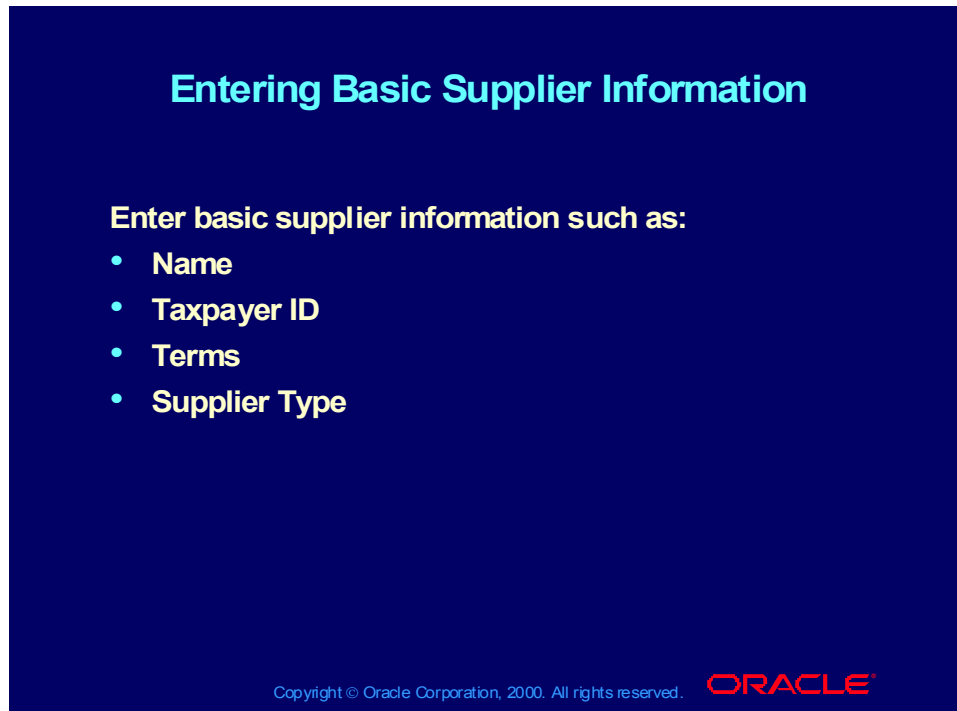 Entering Basic Supplier Information
Enter basic supplier information such as:
• Name
• Taxpayer ID
• Terms
• Supplier Type
Copyright © Oracle Corporation, 2000. All rights reserved.
ORACLE®